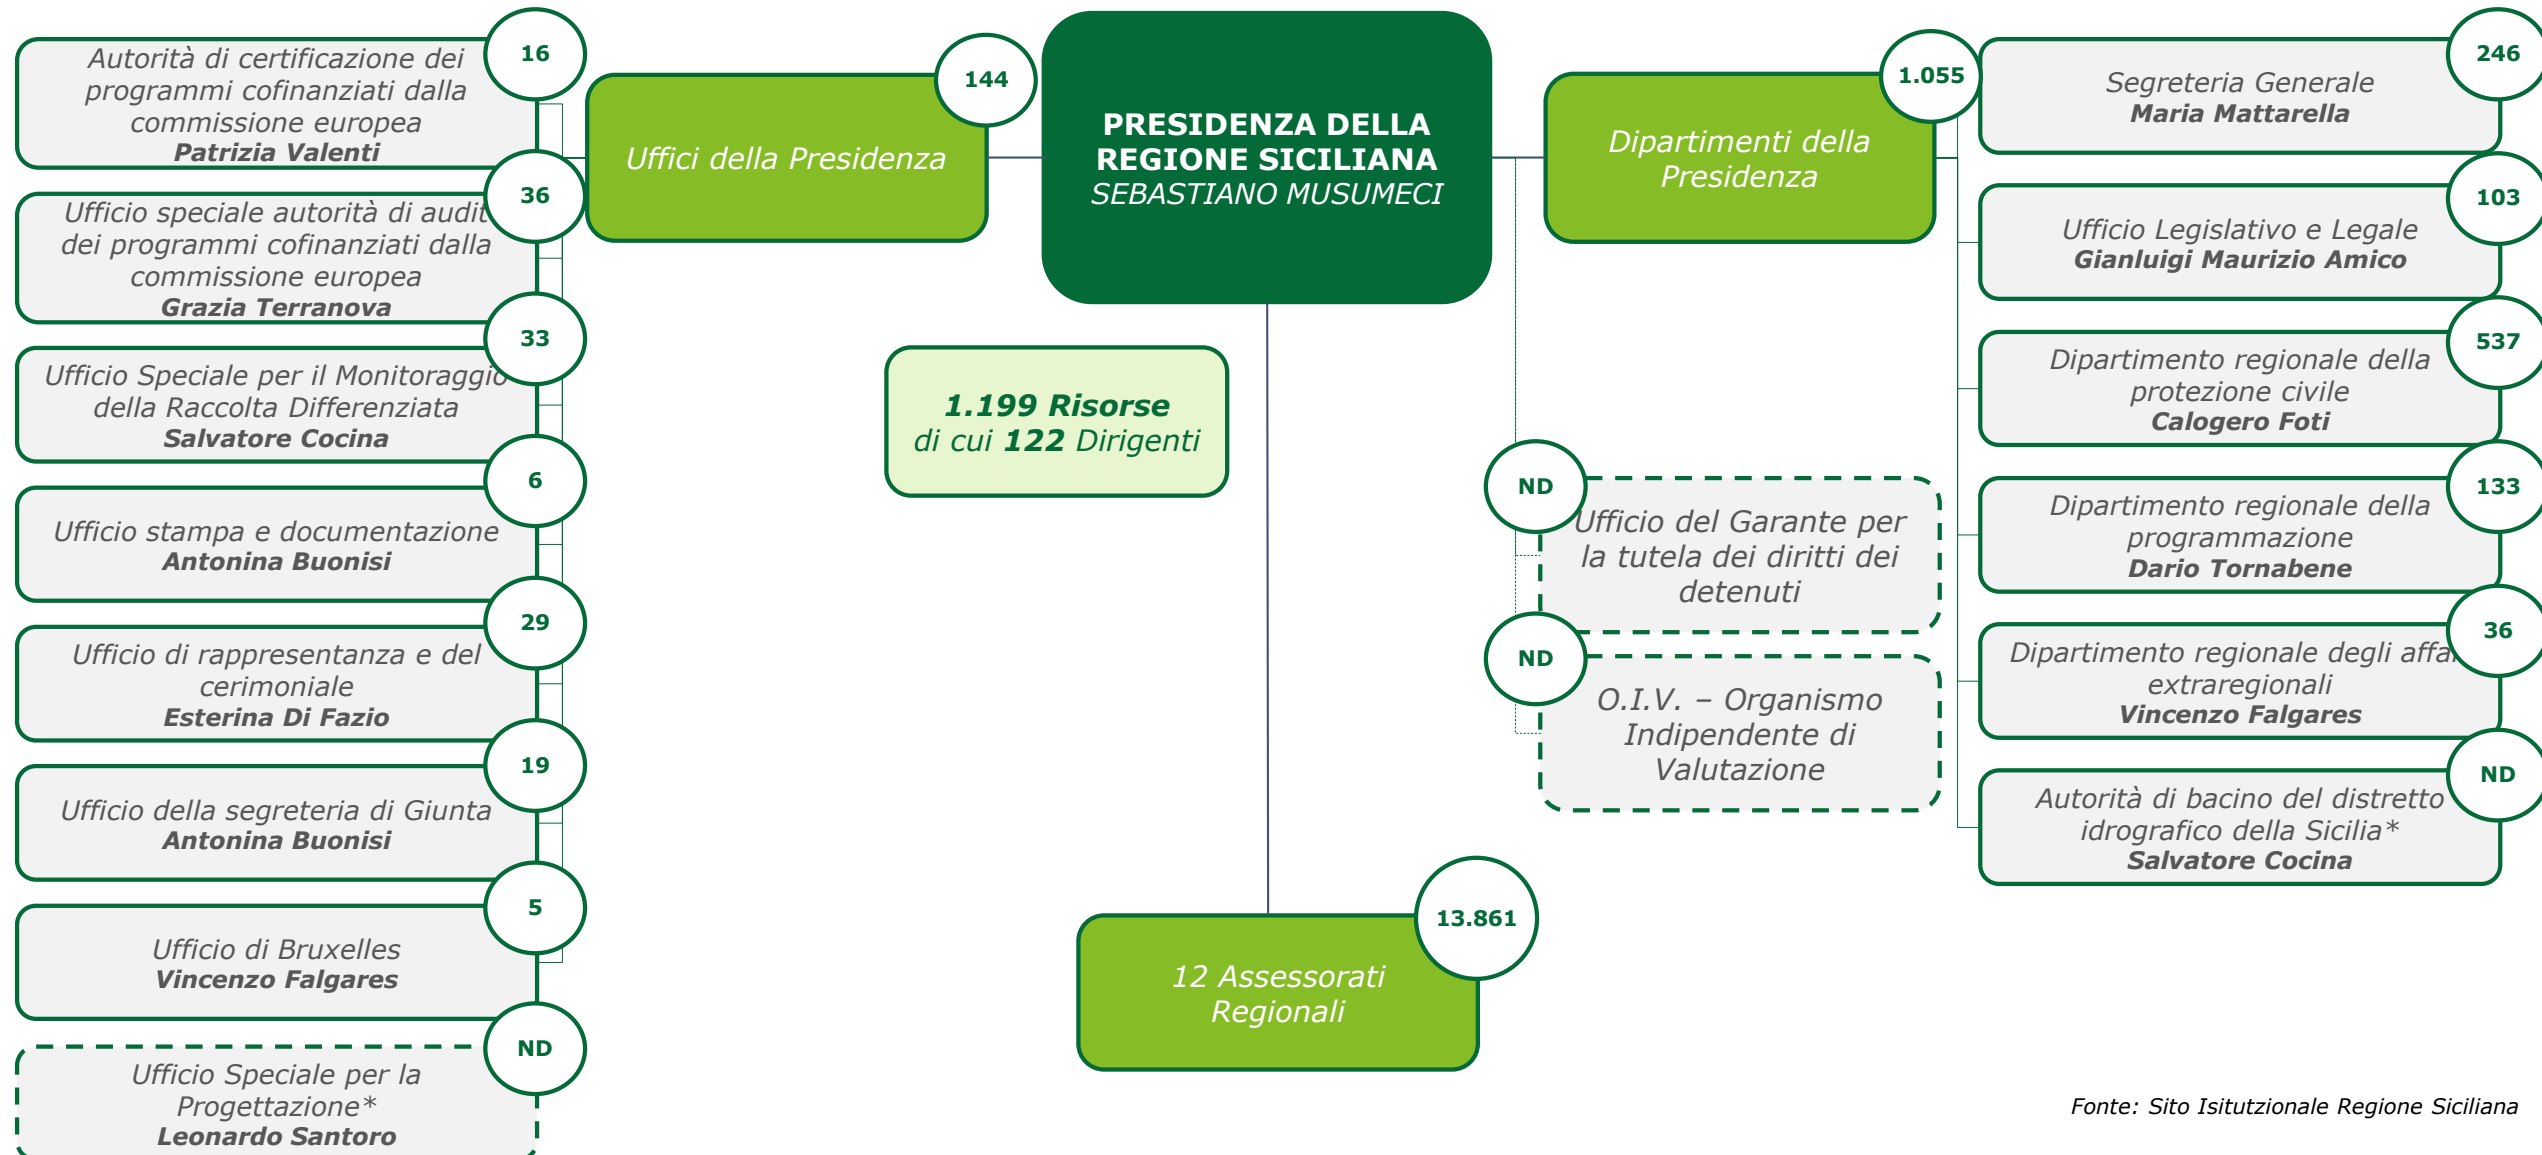 16
Autorità di certificazione dei
programmi cofinanziati dalla
commissione europea
Patrizia Valenti
36
Ufficio speciale autorità di audit
dei programmi cofinanziati dalla
commissione europea
Grazia Terranova
33
Ufficio Speciale per il Monitoraggio
della Raccolta Differenziata
Salvatore Cocina
6
Ufficio stampa e documentazione
Antonina Buonisi
29
Ufficio di rappresentanza e del
cerimoniale
Esterina Di Fazio
19
Ufficio della segreteria di Giunta
Antonina Buonisi
5
Ufficio di Bruxelles
Vincenzo Falgares
ND
Ufficio Speciale per la
Progettazione*
Leonardo Santoro
144
Uffici della Presidenza
PRESIDENZA DELLA
REGIONE SICILIANA
SEBASTIANO MUSUMECI
1.199 Risorse
di cui 122 Dirigenti
13.861
12 Assessorati
Regionali
1.055
Dipartimenti della
Presidenza
ND
Ufficio del Garante per
la tutela dei diritti dei
detenuti
ND
O.I.V. – Organismo
Indipendente di
Valutazione
246
Segreteria Generale
Maria Mattarella
103
Ufficio Legislativo e Legale
Gianluigi Maurizio Amico
537
Dipartimento regionale della
protezione civile
Calogero Foti
133
Dipartimento regionale della
programmazione
Dario Tornabene
36
Dipartimento regionale degli affa
extraregionali
Vincenzo Falgares
ND
Autorità di bacino del distretto
idrografico della Sicilia*
Salvatore Cocina
Fonte: Sito Isitutzionale Regione Siciliana